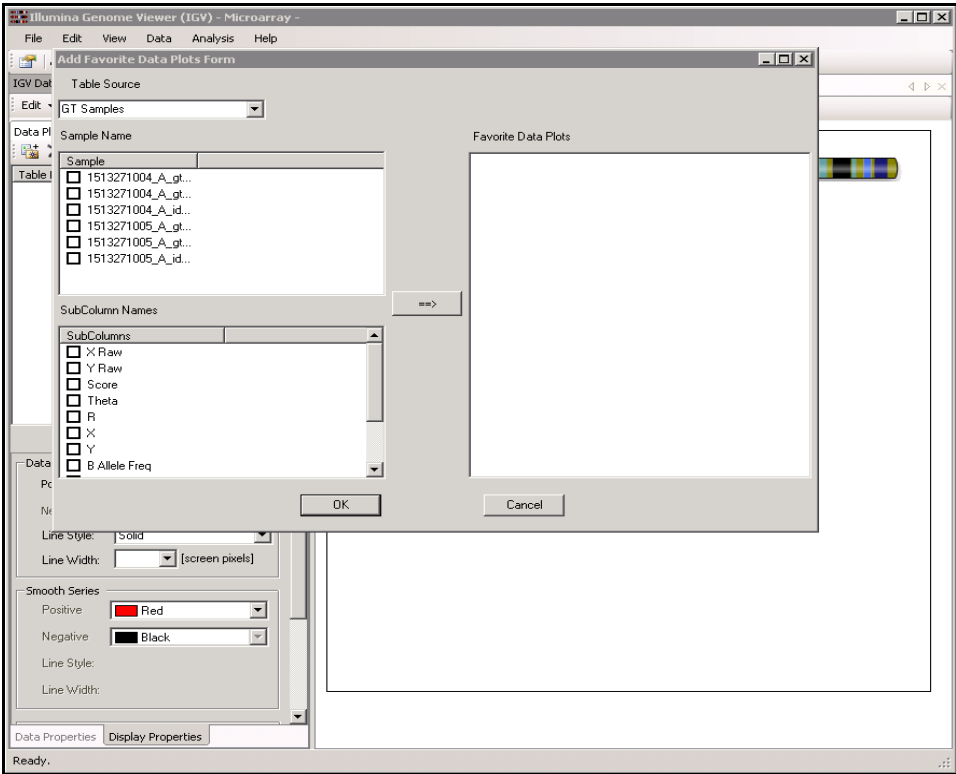 Illumina Genome Viewer (IGV) - Microarray -
File Edit View Data Analysis Help
Add Favorite Data Plots Form
IGV Dat
Table Source
Edit
GT Samples
Data Pl
Sample Name
Favorite Data Plots
Table
Sample
1513271004_A_gt...
1513271004_A_gt...
1513271004_A_id...
1513271005_A_gt...
1513271005_A_gt...
1513271005_A_id...
==>
SubColumn Names
SubColumns
X Raw
Y Raw
Score
Theta
R
X
Y
B Allele Freq
OK
Cancel
Data
Po
Ne
Line Style: Solid
Line Width: [screen pixels]
Smooth Series
Positive Red
Negative Black
Line Style:
Line Width:
Data Properties Display Properties
Ready.